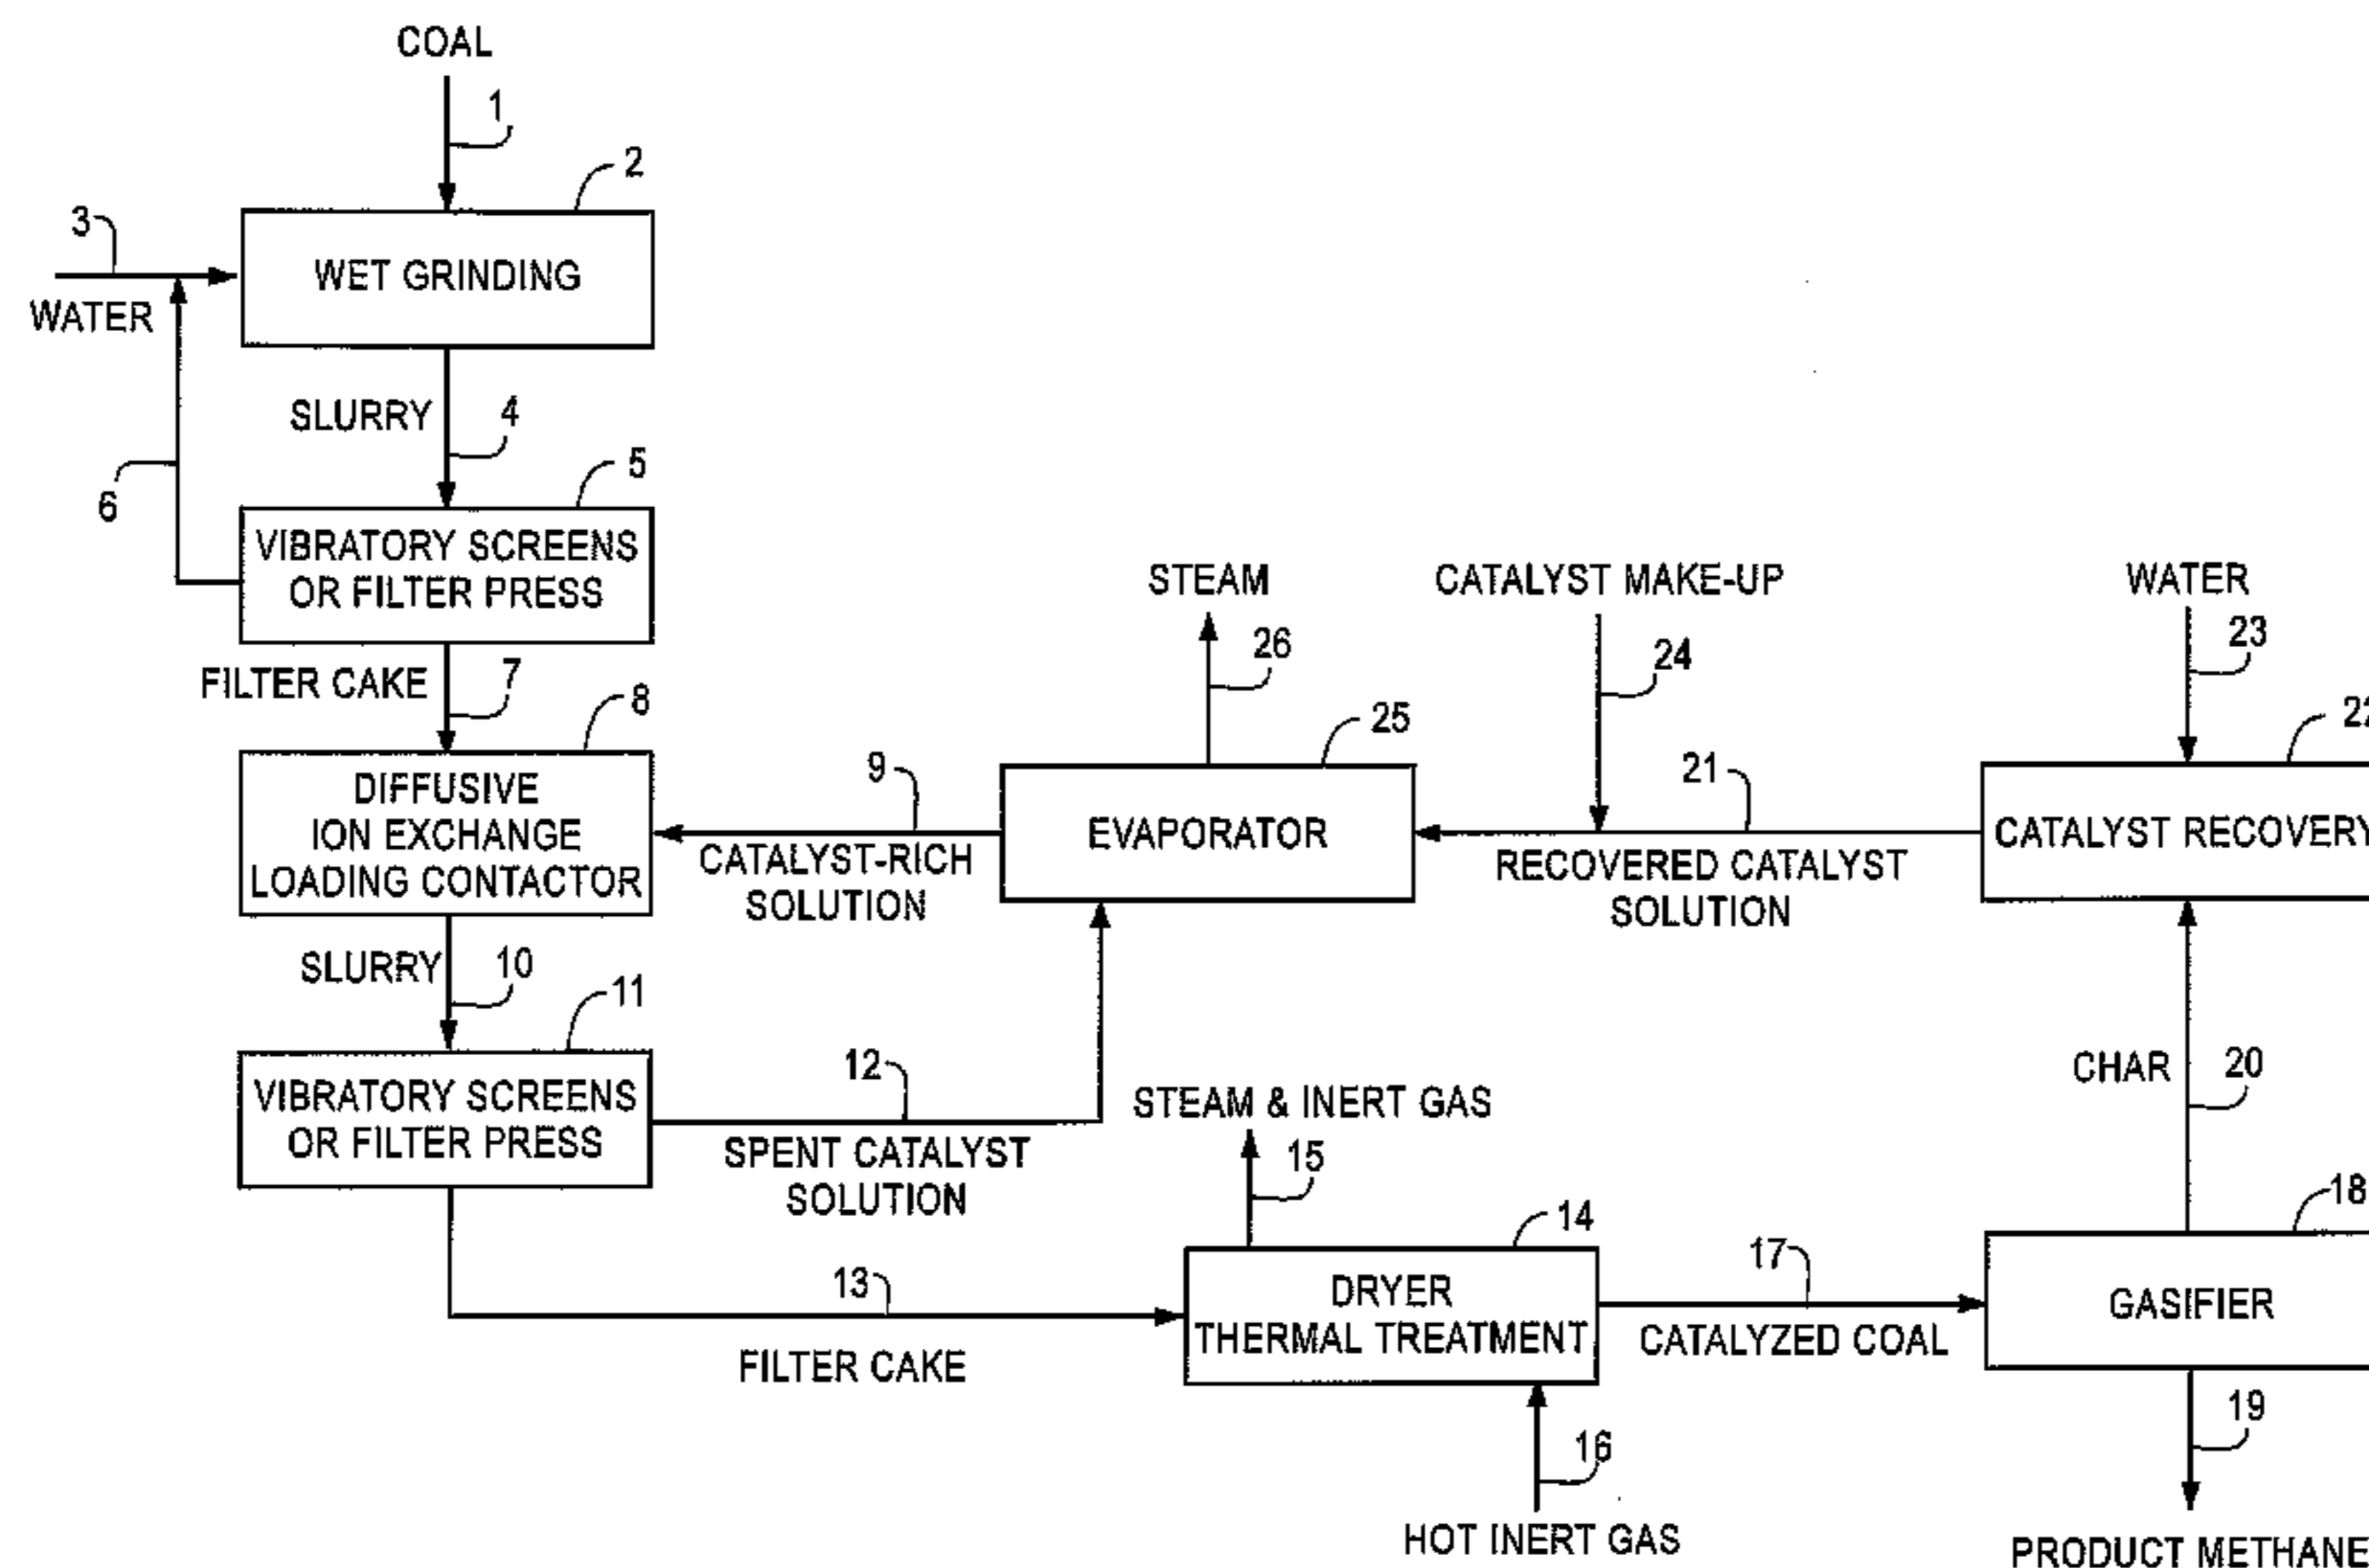 COAL
1
2
3
WET GRINDING
WATER
SLURRY
4
5
6
VIBRATORY SCREENS
OR FILTER PRESS
FILTER CAKE
7
8
DIFFUSIVE
ION EXCHANGE
LOADING CONTACTOR
SLURRY
10
11
VIBRATORY SCREENS
OR FILTER PRESS
STEAM
26
25
9
EVAPORATOR
CATALYST-RICH
SOLUTION
CATALYST MAKE-UP
24
21
RECOVERED CATALYST
SOLUTION
WATER
23
22
CATALYST RECOVERY
12
SPENT CATALYST
SOLUTION
13
FILTER CAKE
STEAM & INERT GAS
15
14
DRYER
THERMAL TREATMENT
16
HOT INERT GAS
17
CATALYZED COAL
CHAR
20
18
GASIFIER
19
PRODUCT METHANE